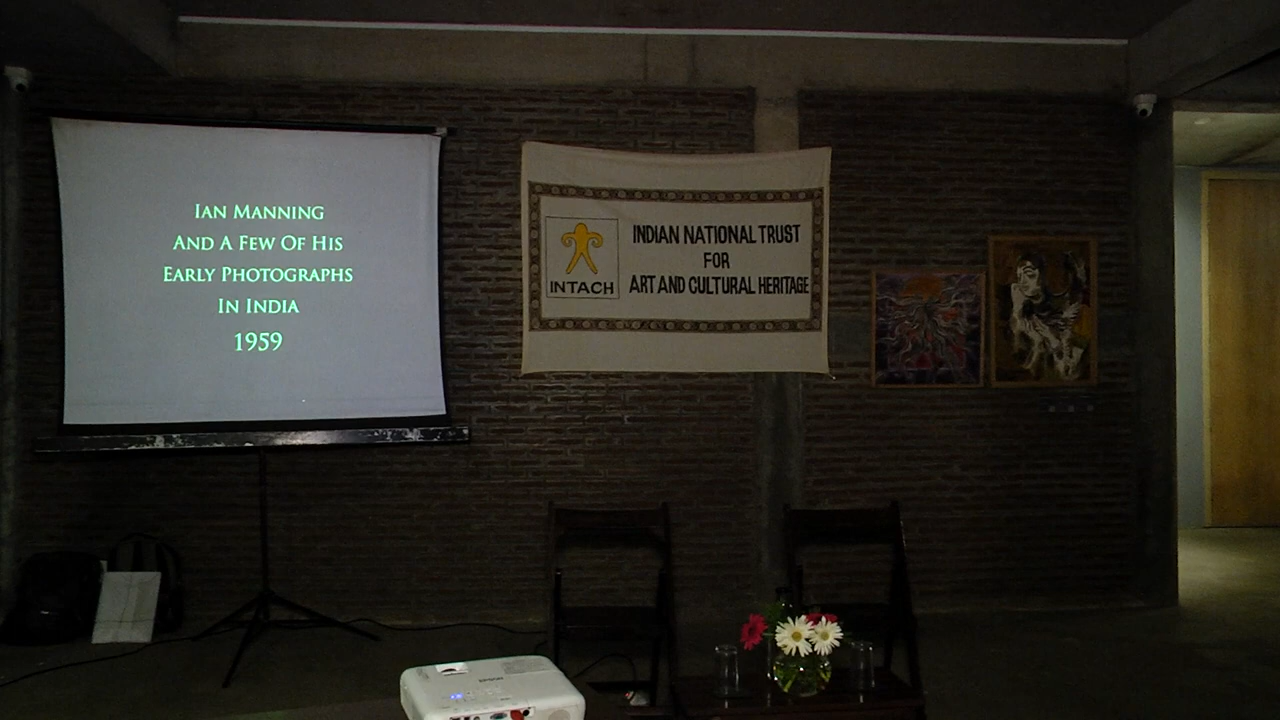 Ian Manning
And A Few Of His
Early Photographs
In India
1959
INTACH
INDIAN NATIONAL TRUST
FOR
ART AND CULTURAL HERITAGE
EPSON